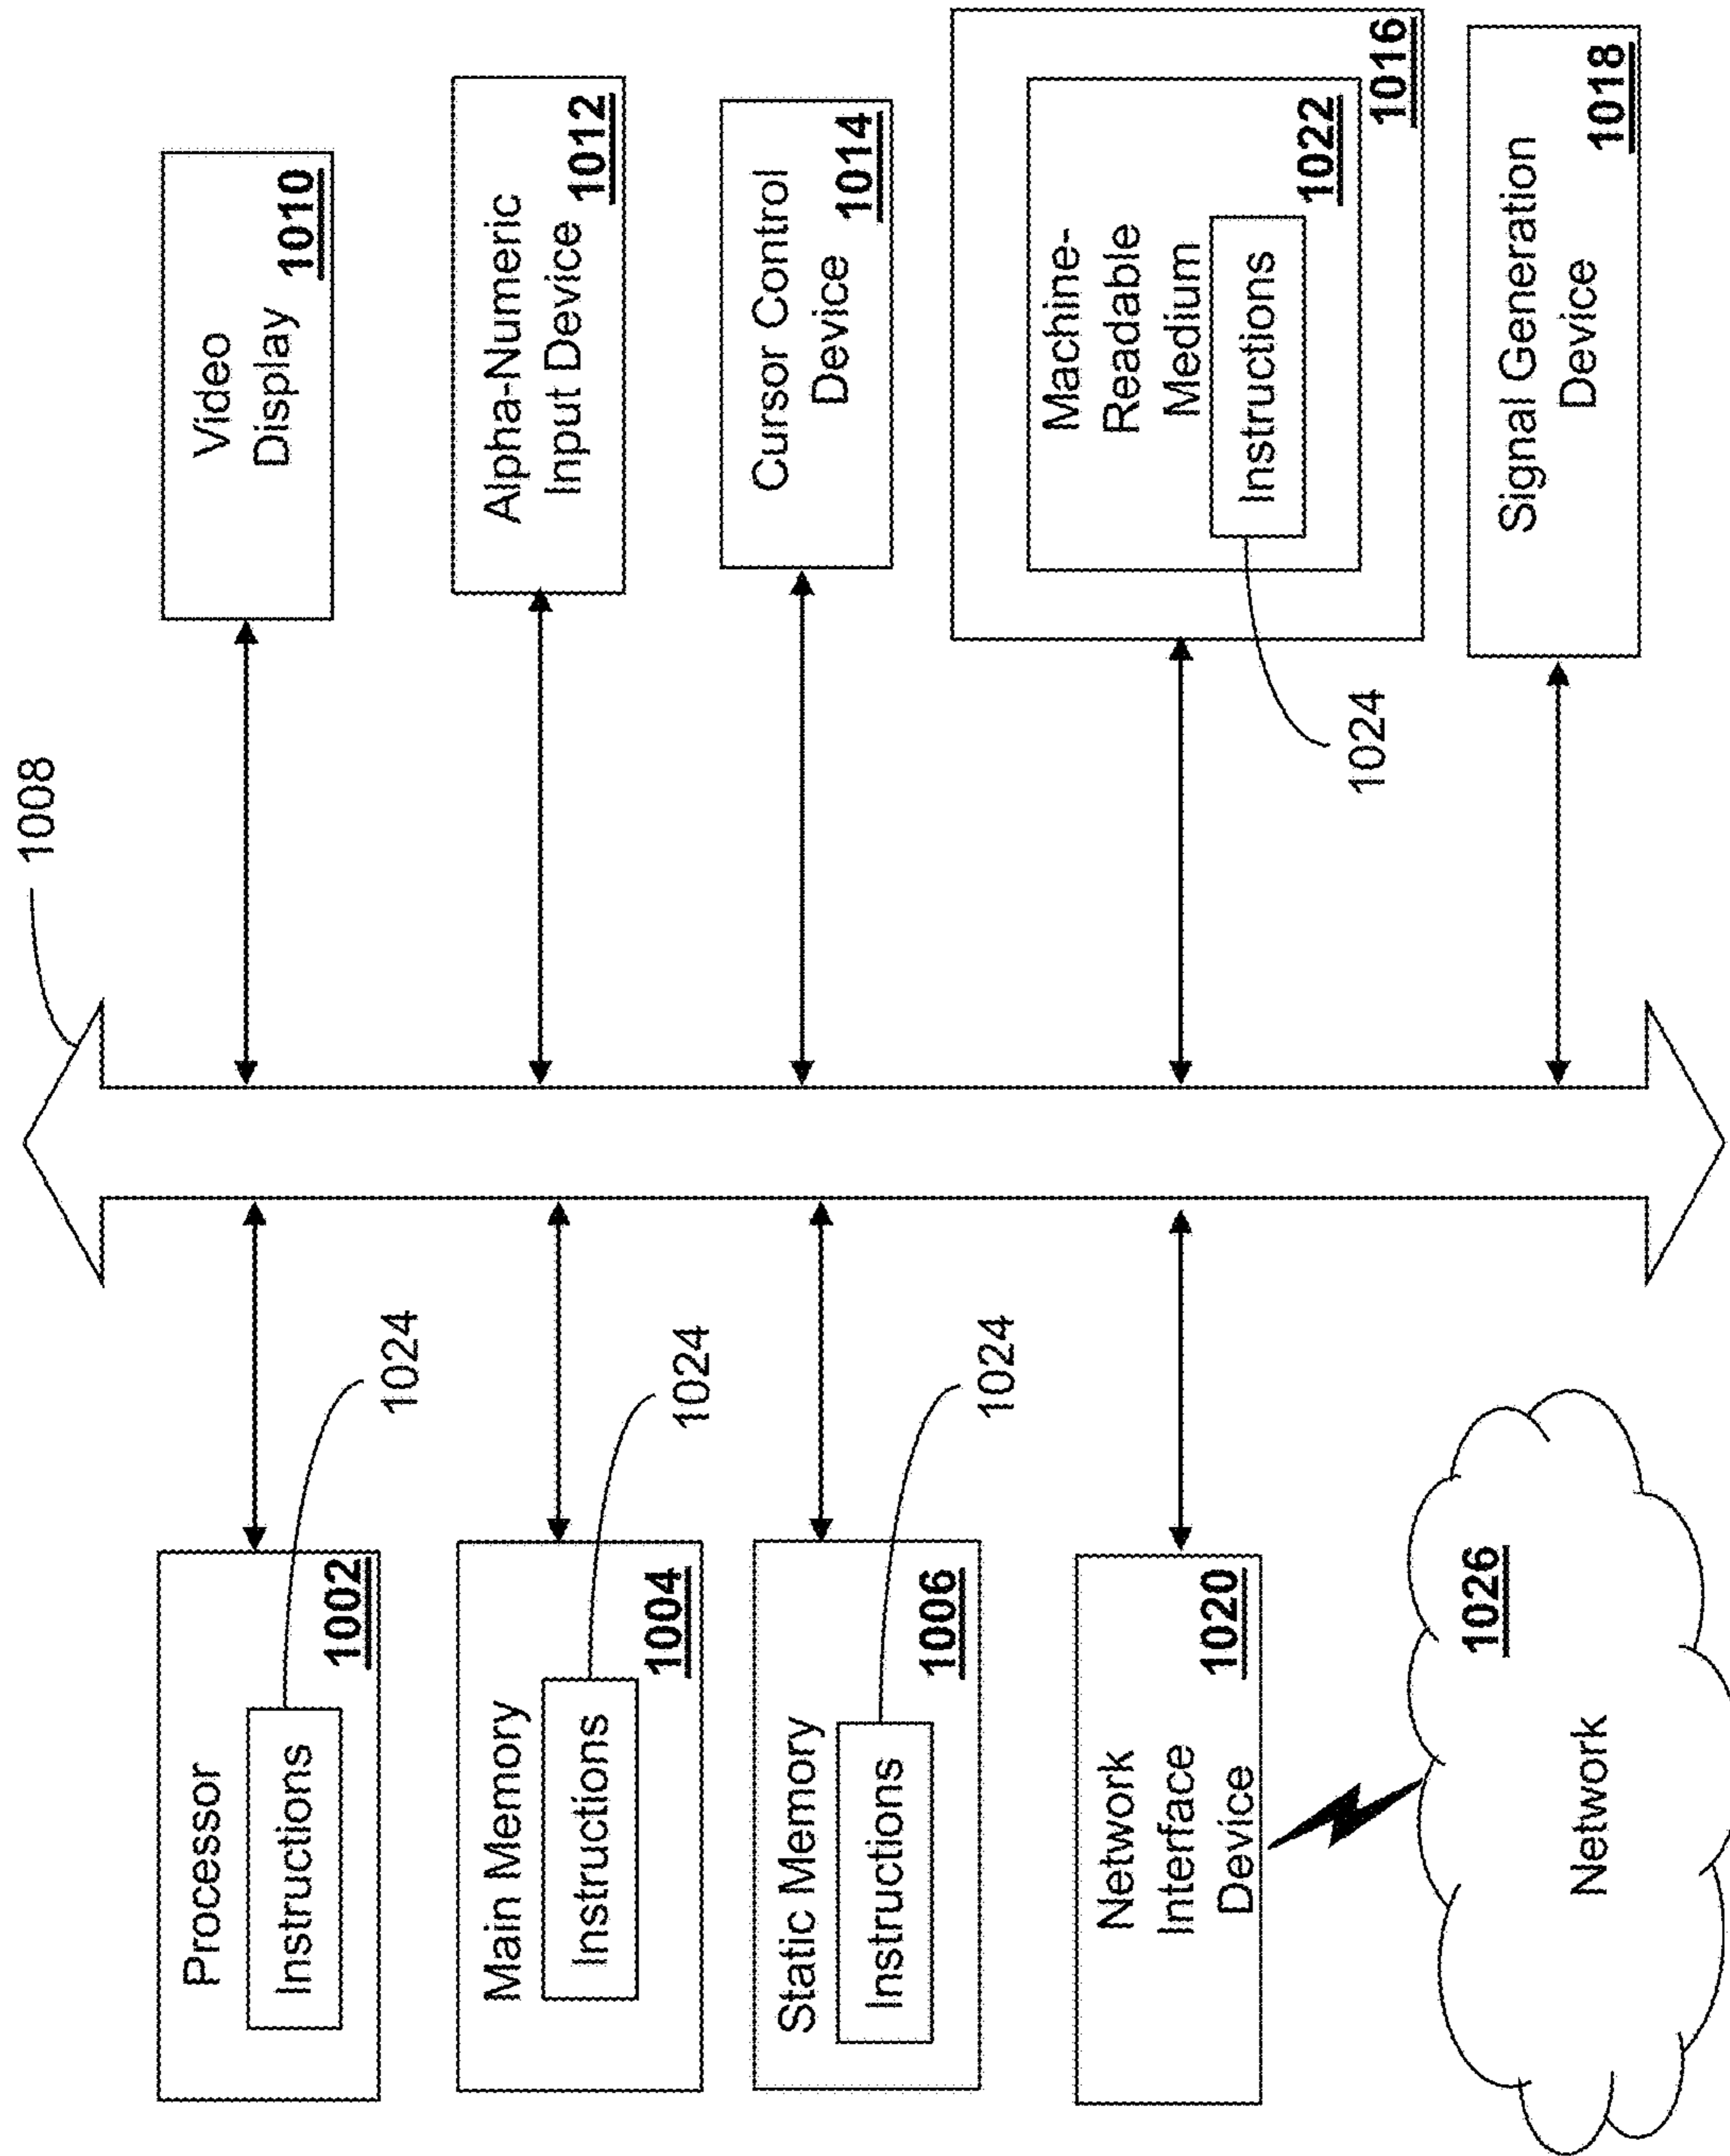 1008
Processor
Instructions
1002
1024
Main Memory
Instructions
1004
1024
Static Memory
Instructions
1006
1024
Network
Interface
Device
1020
1026
Network
Video
Display
1010
Alpha-Numeric
Input Device
1012
Cursor Control
Device
1014
Machine-
Readable
Medium
1022
Instructions
1016
1024
Signal Generation
Device
1018